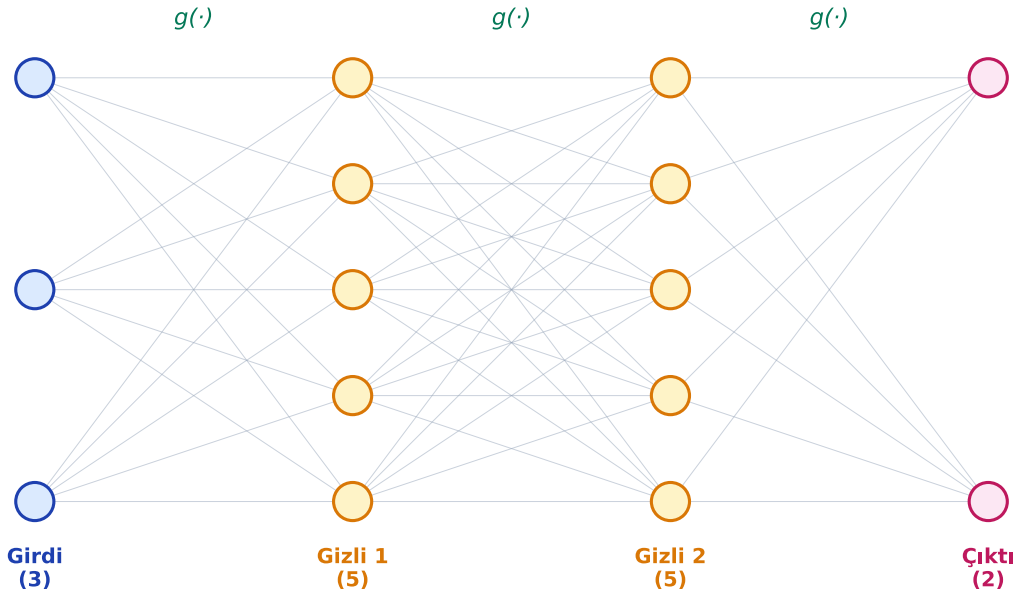 g(·) g(·) g(·)
Girdi Gizli 1 Gizli 2 Çıktı
(3) (5) (5) (2)